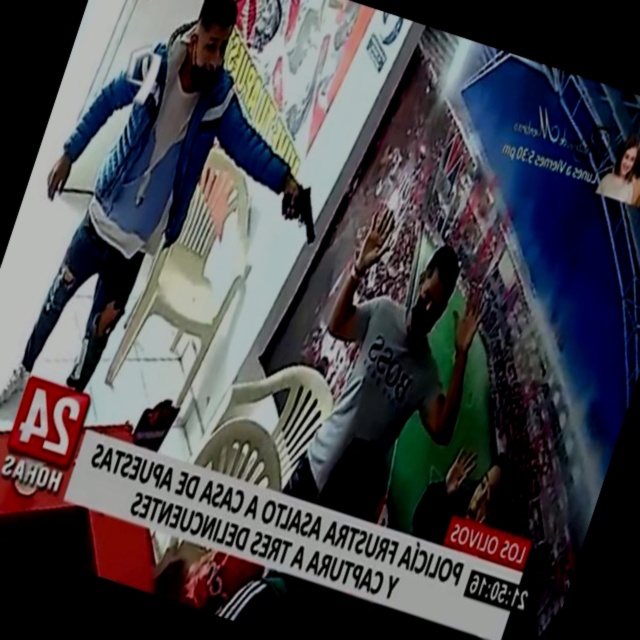 Lunes a Viernes 5:30 pm
BOSS
24
HORAS
LOS OLIVOS
21:50:16
POLICÍA FRUSTRA ASALTO A CASA DE APUESTAS
Y CAPTURA A TRES DELINCUENTES